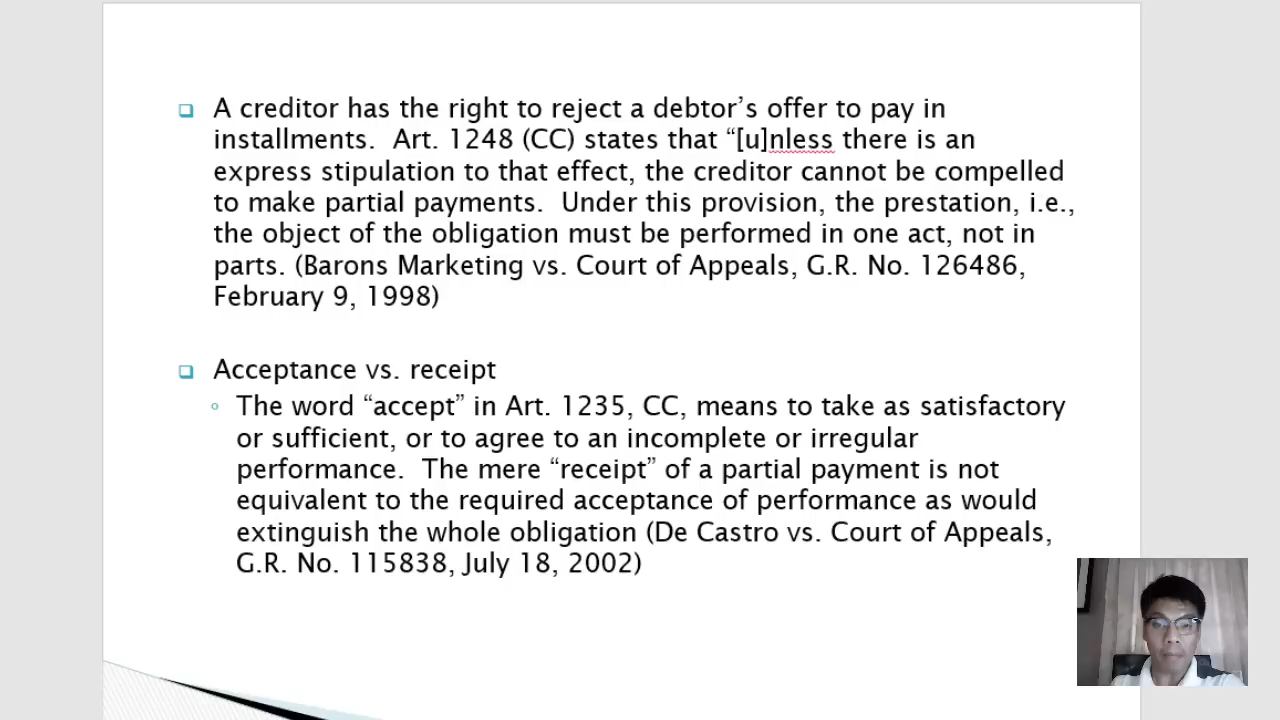 A creditor has the right to reject a debtor’s offer to pay in
installments.  Art. 1248 (CC) states that “[u]nless there is an
express stipulation to that effect, the creditor cannot be compelled
to make partial payments.  Under this provision, the prestation, i.e.,
the object of the obligation must be performed in one act, not in
parts. (Barons Marketing vs. Court of Appeals, G.R. No. 126486,
February 9, 1998)
Acceptance vs. receipt
The word “accept” in Art. 1235, CC, means to take as satisfactory
or sufficient, or to agree to an incomplete or irregular
performance.  The mere “receipt” of a partial payment is not
equivalent to the required acceptance of performance as would
extinguish the whole obligation (De Castro vs. Court of Appeals,
G.R. No. 115838, July 18, 2002)